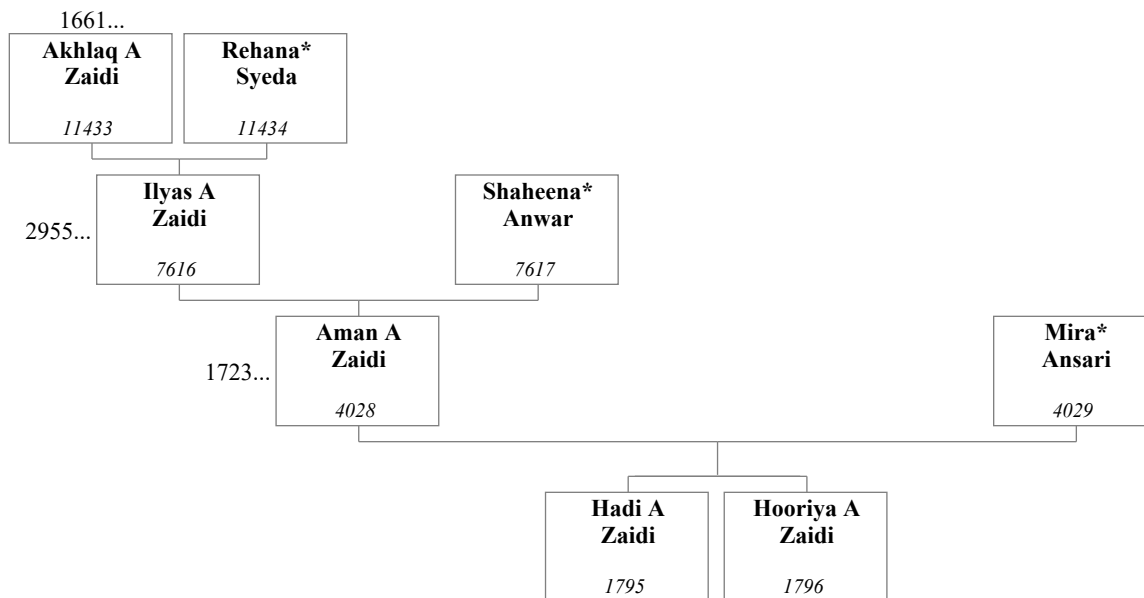 1661...
Akhlaq A
Zaidi
11433
Rehana*
Syeda
11434
2955...
Ilyas A
Zaidi
7616
Shaheena*
Anwar
7617
1723...
Aman A
Zaidi
4028
Mira*
Ansari
4029
Hadi A
Zaidi
1795
Hooriya A
Zaidi
1796